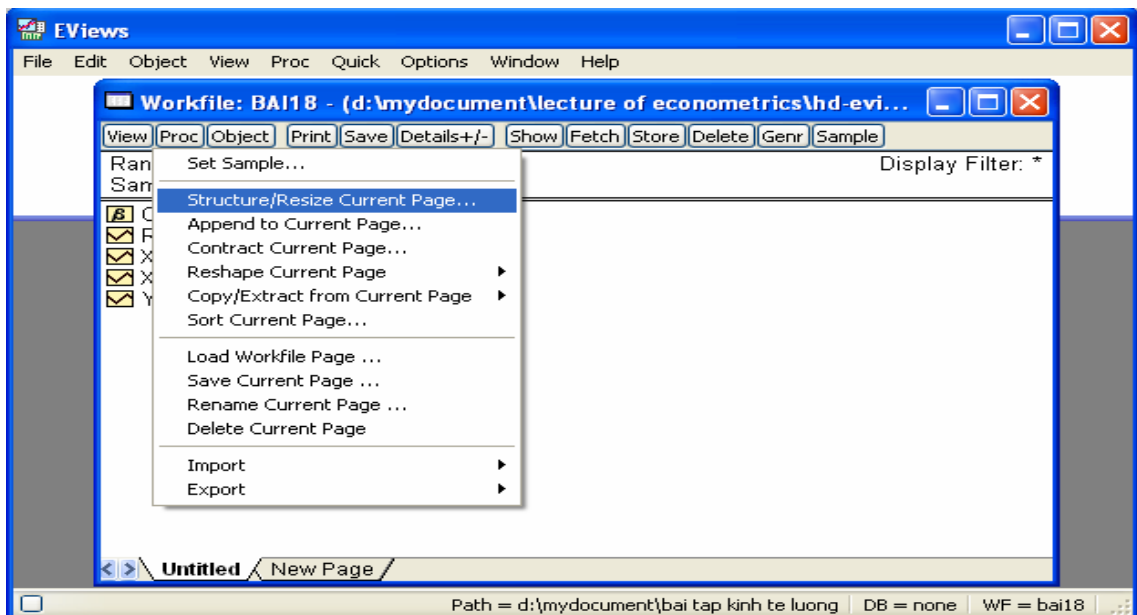 EViews
File Edit Object View Proc Quick Options Window Help
Workfile: BAI18 - (d:\mydocument\lecture of econometrics\hd-evi...
View Proc Object Print Save Details+/- Show Fetch Store Delete Genr Sample
Ran Display Filter: *
Sam
Set Sample...
Structure/Resize Current Page...
Append to Current Page...
Contract Current Page...
Reshape Current Page
Copy/Extract from Current Page
Sort Current Page...
Load Workfile Page ...
Save Current Page ...
Rename Current Page ...
Delete Current Page
Import
Export
β C
R
X
X
Y
Untitled New Page
Path = d:\mydocument\bai tap kinh te luong DB = none WF = bai18